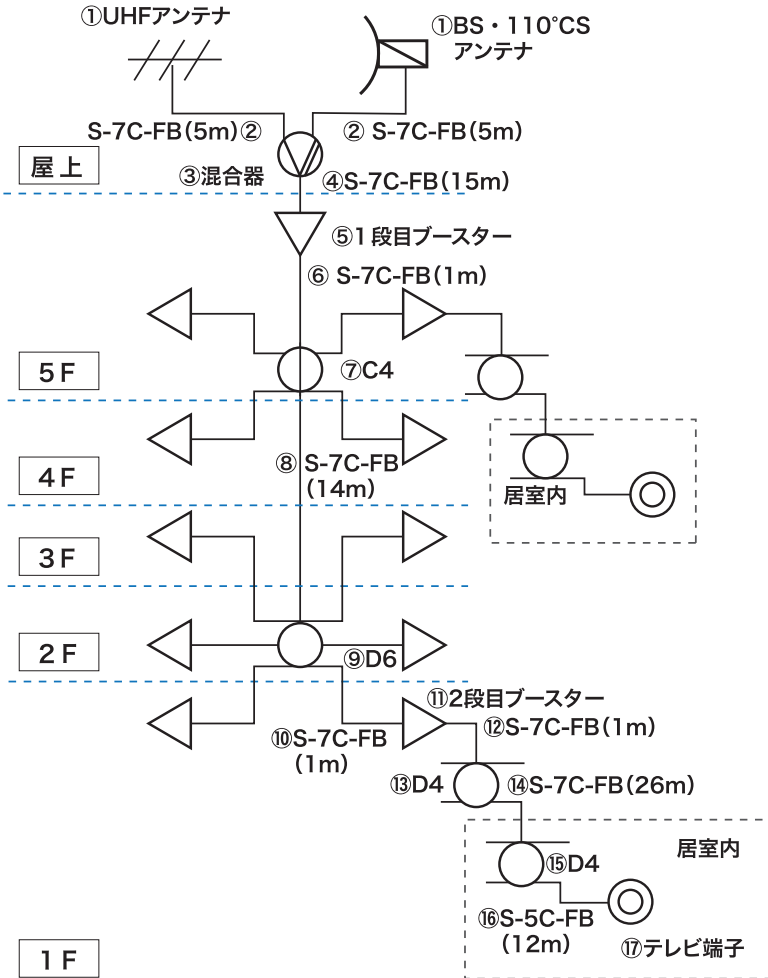 ①UHFアンテナ
①BS・110°CS
アンテナ
S-7C-FB(5m)②
② S-7C-FB(5m)
屋上
③混合器
④S-7C-FB(15m)
⑤1段目ブースター
⑥ S-7C-FB(1m)
5F
⑦C4
4F
⑧ S-7C-FB
(14m)
居室内
3F
2F
⑨D6
⑪2段目ブースター
⑩S-7C-FB
(1m)
⑫S-7C-FB(1m)
⑬D4
⑭S-7C-FB(26m)
居室内
⑮D4
⑯S-5C-FB
(12m)
⑰テレビ端子
1F